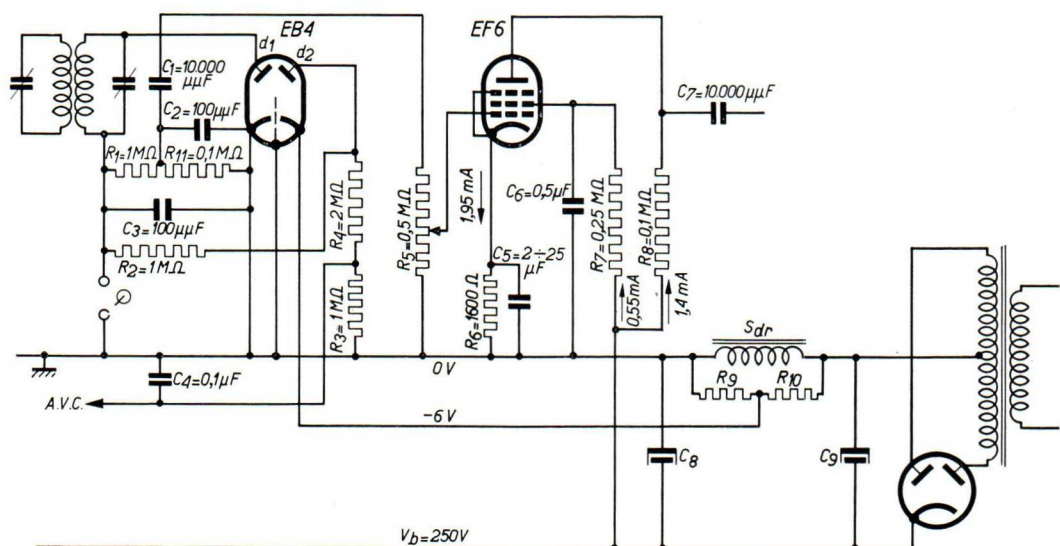 EB4
EF6
d1
d2
C1=10.000
μμF
C2=100μμF
R1=1MΩ
R11=0,1MΩ
C3=100μμF
R2=1MΩ
R4=2MΩ
R3=1MΩ
R5=0,5MΩ
1,95mA
C5=2÷25
μF
R6=1600Ω
C6=0,5μF
R7=0,25MΩ
R8=0,1MΩ
0,55mA
1,4mA
C7=10.000μμF
Sdr
R9
R10
0V
C4=0,1μF
A.V.C.
-6V
C8
C9
Vb=250V